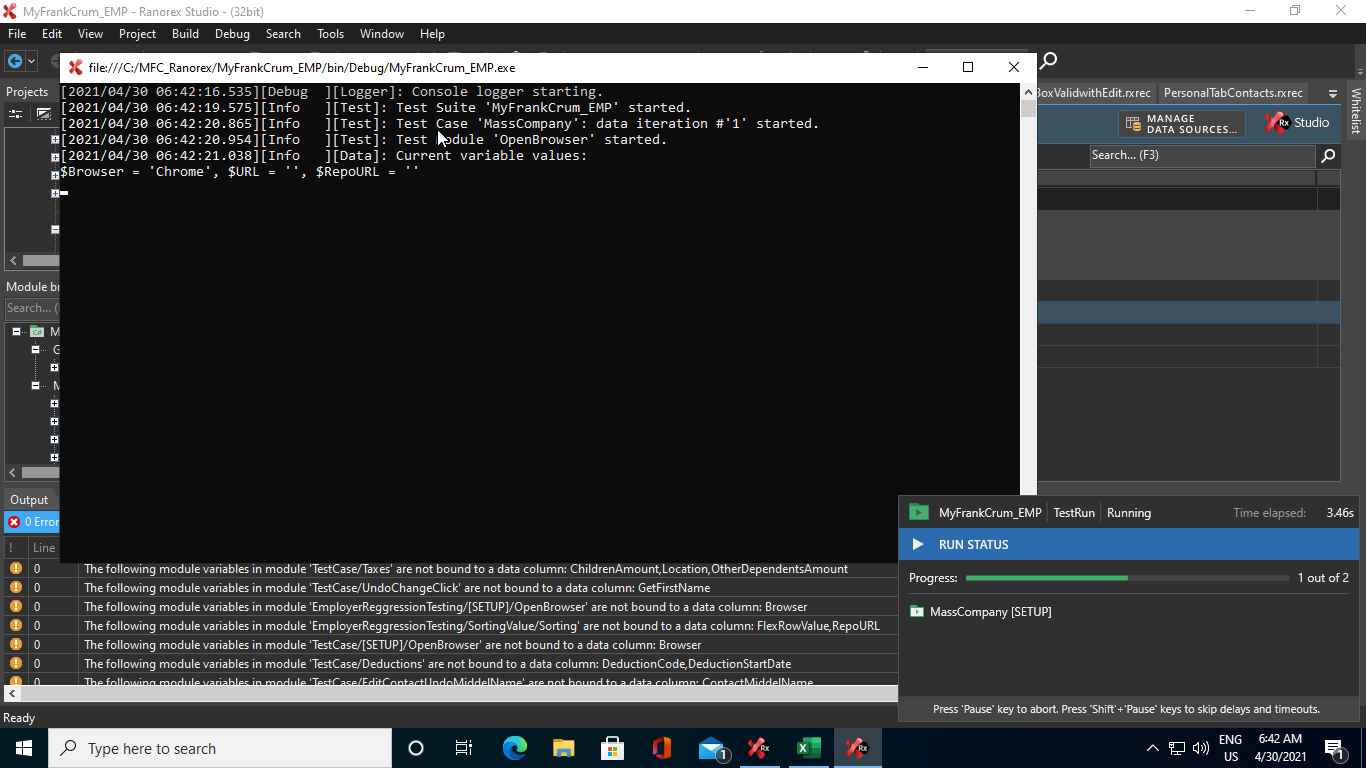 MyFrankCrum_EMP - Ranorex Studio - (32bit)
File Edit View Project Build Debug Search Tools Window Help
file:///C:/MFC_Ranorex/MyFrankCrum_EMP/bin/Debug/MyFrankCrum_EMP.exe
Projects
BoxValidwithEdit.rxrec PersonalTabContacts.rxrec
Whitelist
[2021/04/30 06:42:16.535][Debug ][Logger]: Console logger starting.
[2021/04/30 06:42:19.575][Info ][Test]: Test Suite 'MyFrankCrum_EMP' started.
[2021/04/30 06:42:20.865][Info ][Test]: Test Case 'MassCompany': data iteration #'1' started.
[2021/04/30 06:42:20.954][Info ][Test]: Test Module 'OpenBrowser' started.
[2021/04/30 06:42:21.038][Info ][Data]: Current variable values:
$Browser = 'Chrome', $URL = '', $RepoURL = ''
MANAGE
DATA SOURCES...
Rx Studio
Search... (F3)
Module br
Search... (
M
G
M
Output
0 Error
! Line
0 The following module variables in module 'TestCase/Taxes' are not bound to a data column: ChildrenAmount,Location,OtherDependentsAmount
0 The following module variables in module 'TestCase/UndoChangeClick' are not bound to a data column: GetFirstName
0 The following module variables in module 'EmployerReggressionTesting/[SETUP]/OpenBrowser' are not bound to a data column: Browser
0 The following module variables in module 'EmployerReggressionTesting/SortingValue/Sorting' are not bound to a data column: FlexRowValue,RepoURL
0 The following module variables in module 'TestCase/[SETUP]/OpenBrowser' are not bound to a data column: Browser
0 The following module variables in module 'TestCase/Deductions' are not bound to a data column: DeductionCode,DeductionStartDate
0 The following module variables in module 'TestCase/EditContactUndoMiddelName' are not bound to a data column: ContactMiddelName
MyFrankCrum_EMP TestRun Running Time elapsed: 3.46s
RUN STATUS
Progress: 1 out of 2
MassCompany [SETUP]
Press 'Pause' key to abort. Press 'Shift'+'Pause' keys to skip delays and timeouts.
Ready
Type here to search
1
Rx
Rx
ENG
US
6:42 AM
4/30/2021
1